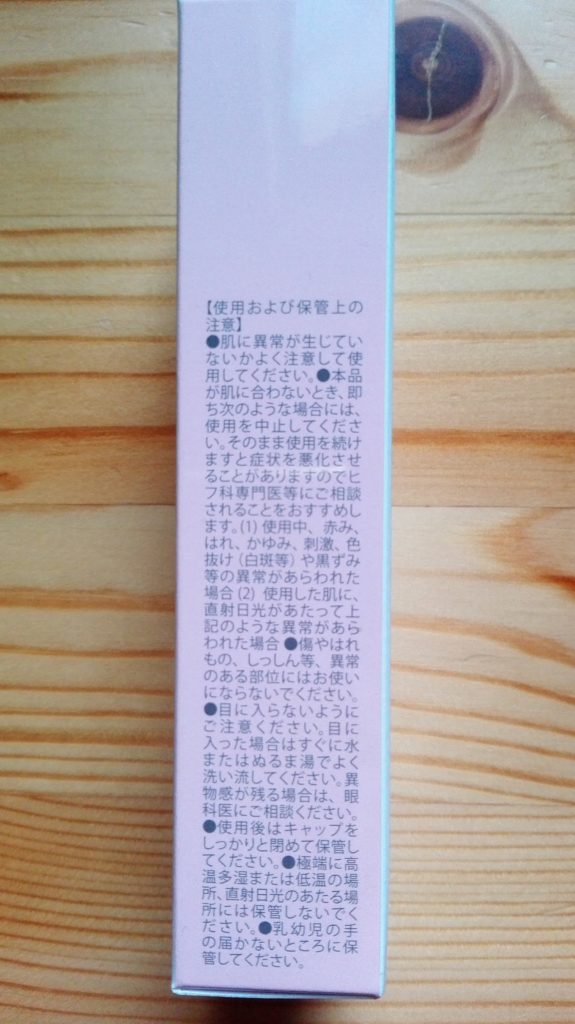 【使用および保管上の
注意】
●肌に異常が生じてい
ないかよく注意して使
用してください。●本品
が肌に合わないとき、即
ち次のような場合には、
使用を中止してくださ
い。そのまま使用を続け
ますと症状を悪化させ
ることがありますのでヒ
フ科専門医等にご相談
されることをおすすめし
ます。(1) 使用中、赤み、
はれ、かゆみ、刺激、色
抜け（白斑等）や黒ずみ
等の異常があらわれた
場合 (2) 使用した肌に、
直射日光があたって上
記のような異常があら
われた場合 ●傷やはれ
もの、しっしん等、異常
のある部位にはお使い
にならないでください。
●目に入らないように
ご注意ください。目に
入った場合はすぐに水
またはぬるま湯でよく
洗い流してください。異
物感が残る場合は、眼
科医にご相談ください。
●使用後はキャップを
しっかりと閉めて保管し
てください。●極端に高
温多湿または低温の場
所、直射日光のあたる場
所には保管しないでく
ださい。●乳幼児の手
の届かないところに保
管してください。